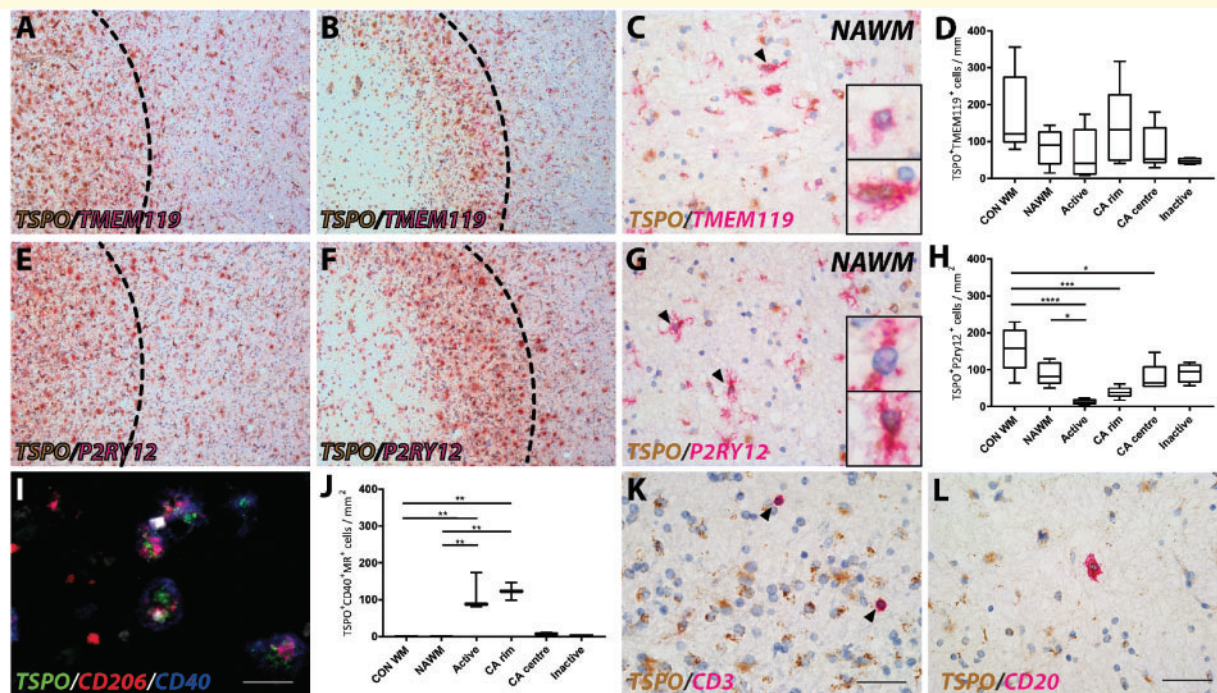 A
TSPO/TMEM119
B
TSPO/TMEM119
C
NAWM
TSPO/TMEM119
D
TSPO⁺TMEM119⁺ cells / mm²
400
300
200
100
0
CON WM
NAWM
Active
CA rim
CA centre
Inactive
E
TSPO/P2RY12
F
TSPO/P2RY12
G
NAWM
TSPO/P2RY12
H
TSPO⁺P2ry12⁺ cells / mm²
400
300
200
100
0
*
***
****
*
CON WM
NAWM
Active
CA rim
CA centre
Inactive
I
TSPO/CD206/CD40
J
TSPO⁺CD40⁺MR⁺ cells / mm²
400
300
200
100
0
**
**
**
**
CON WM
NAWM
Active
CA rim
CA centre
Inactive
K
TSPO/CD3
L
TSPO/CD20